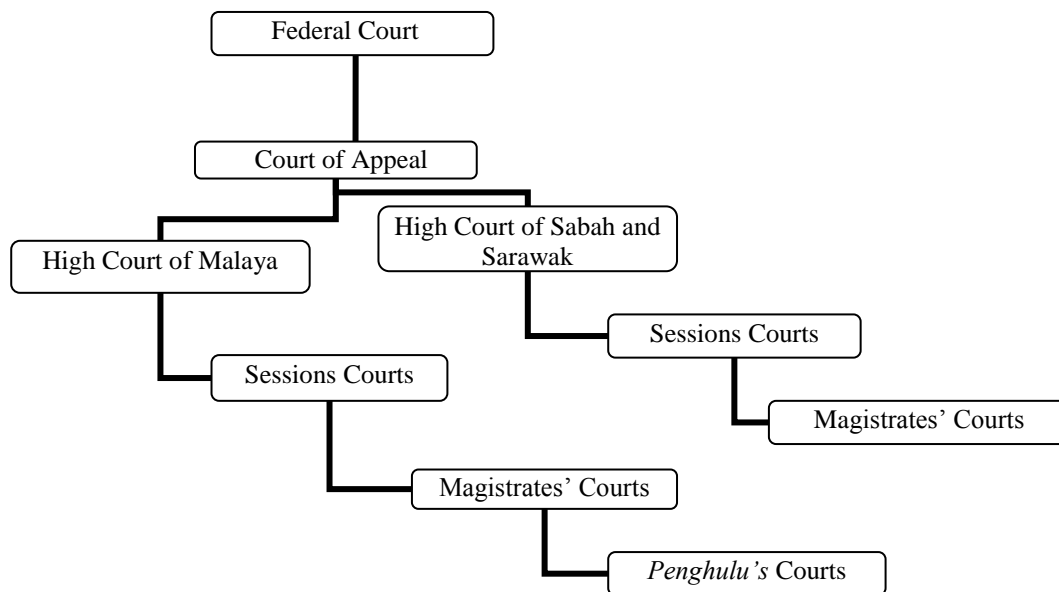 Federal Court
Court of Appeal
High Court of Malaya
High Court of Sabah and
Sarawak
Sessions Courts
Sessions Courts
Magistrates’ Courts
Magistrates’ Courts
Penghulu’s Courts